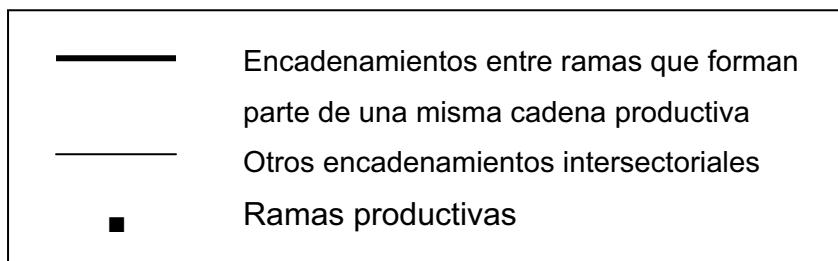 Encadenamientos entre ramas que forman
parte de una misma cadena productiva
Otros encadenamientos intersectoriales
Ramas productivas